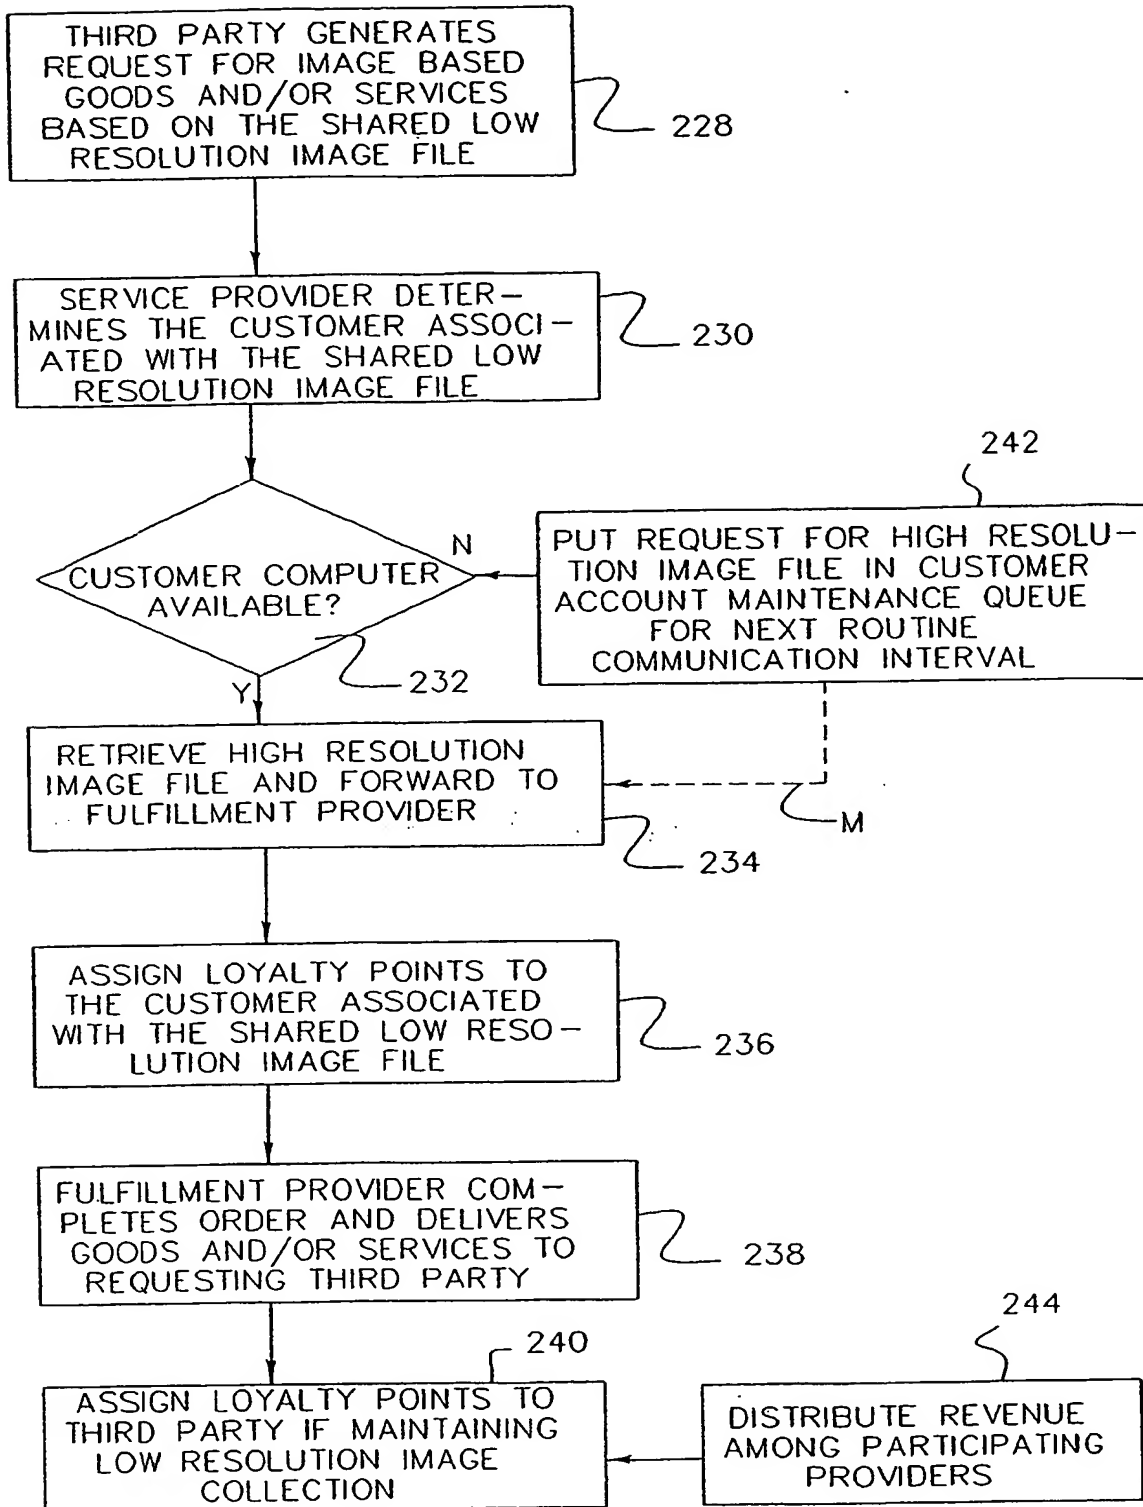 THIRD PARTY GENERATES
REQUEST FOR IMAGE BASED
GOODS AND/OR SERVICES
BASED ON THE SHARED LOW
RESOLUTION IMAGE FILE
228
SERVICE PROVIDER DETER-
MINES THE CUSTOMER ASSOCI-
ATED WITH THE SHARED LOW
RESOLUTION IMAGE FILE
230
242
CUSTOMER COMPUTER
AVAILABLE?
N
Y
232
PUT REQUEST FOR HIGH RESOLU-
TION IMAGE FILE IN CUSTOMER
ACCOUNT MAINTENANCE QUEUE
FOR NEXT ROUTINE
COMMUNICATION INTERVAL
RETRIEVE HIGH RESOLUTION
IMAGE FILE AND FORWARD TO
FULFILLMENT PROVIDER
M
234
ASSIGN LOYALTY POINTS TO
THE CUSTOMER ASSOCIATED
WITH THE SHARED LOW RESO-
LUTION IMAGE FILE
236
FULFILLMENT PROVIDER COM-
PLETES ORDER AND DELIVERS
GOODS AND/OR SERVICES TO
REQUESTING THIRD PARTY
238
240
244
ASSIGN LOYALTY POINTS TO
THIRD PARTY IF MAINTAINING
LOW RESOLUTION IMAGE
COLLECTION
DISTRIBUTE REVENUE
AMONG PARTICIPATING
PROVIDERS